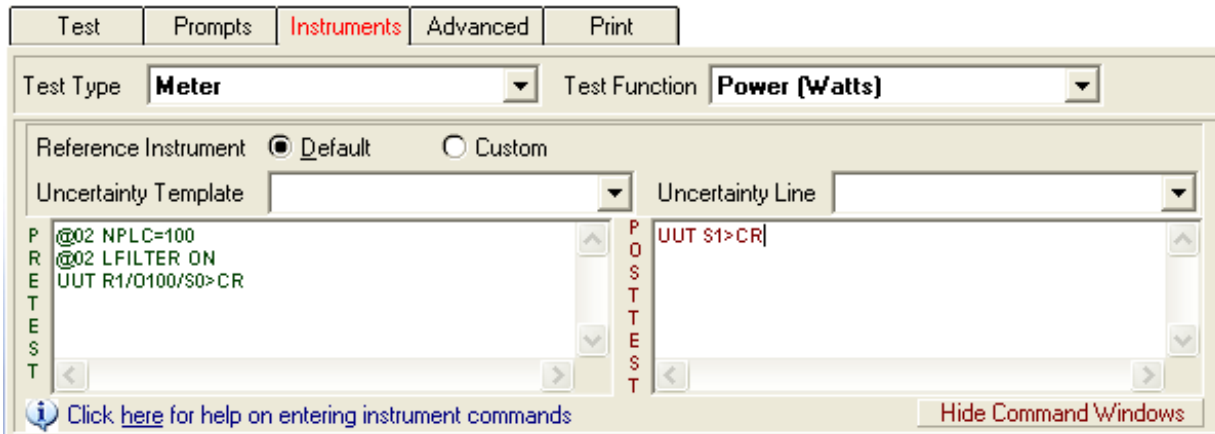 Test Prompts Instruments Advanced Print
Test Type Meter Test Function Power (Watts)
Reference Instrument Default Custom
Uncertainty Template Uncertainty Line
PRETEST
@02 NPLC=100
@02 LFILTER ON
UUT R1/O100/S0>CR
POSTTEST
UUT S1>CR
Click here for help on entering instrument commands
Hide Command Windows